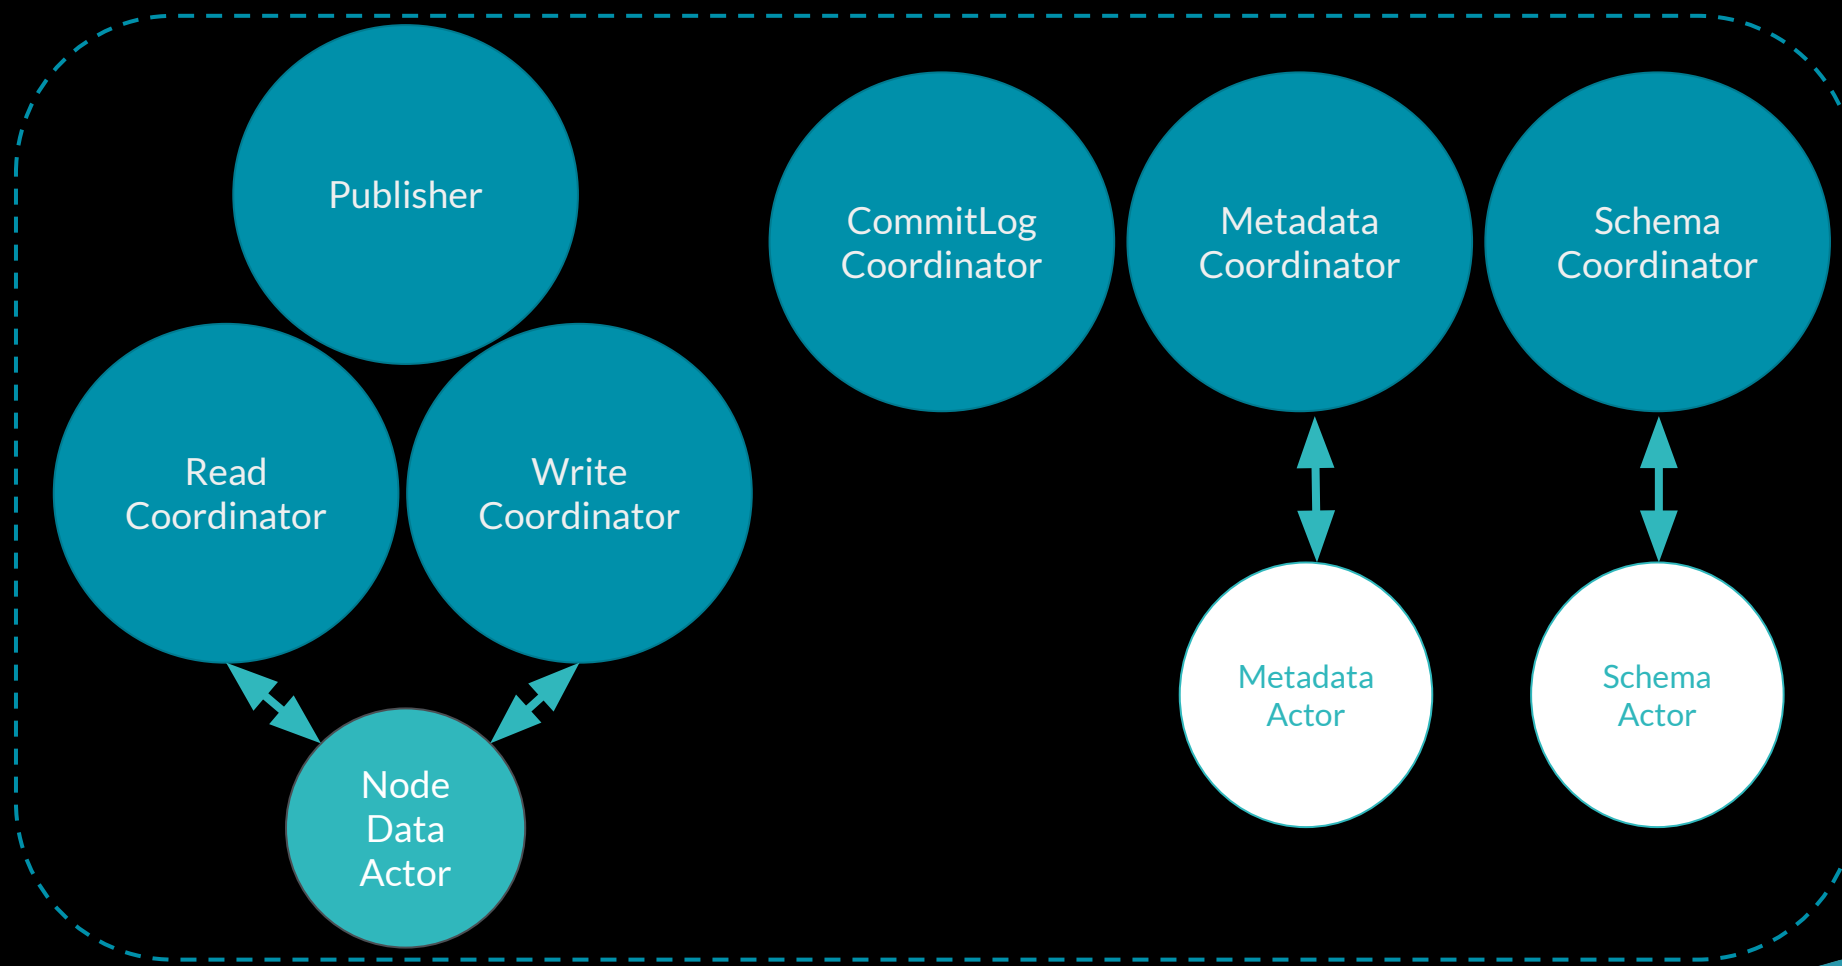 Publisher
Read
Coordinator
Write
Coordinator
Node
Data
Actor
CommitLog
Coordinator
Metadata
Coordinator
Schema
Coordinator
Metadata
Actor
Schema
Actor